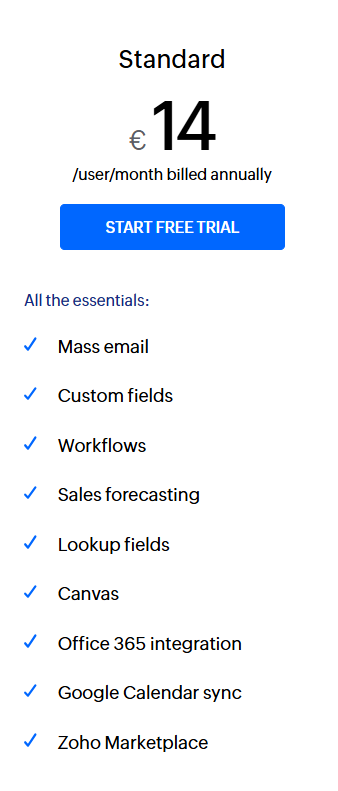 Standard
€ 14
/user/month billed annually
START FREE TRIAL
All the essentials:
Mass email
Custom fields
Workflows
Sales forecasting
Lookup fields
Canvas
Office 365 integration
Google Calendar sync
Zoho Marketplace